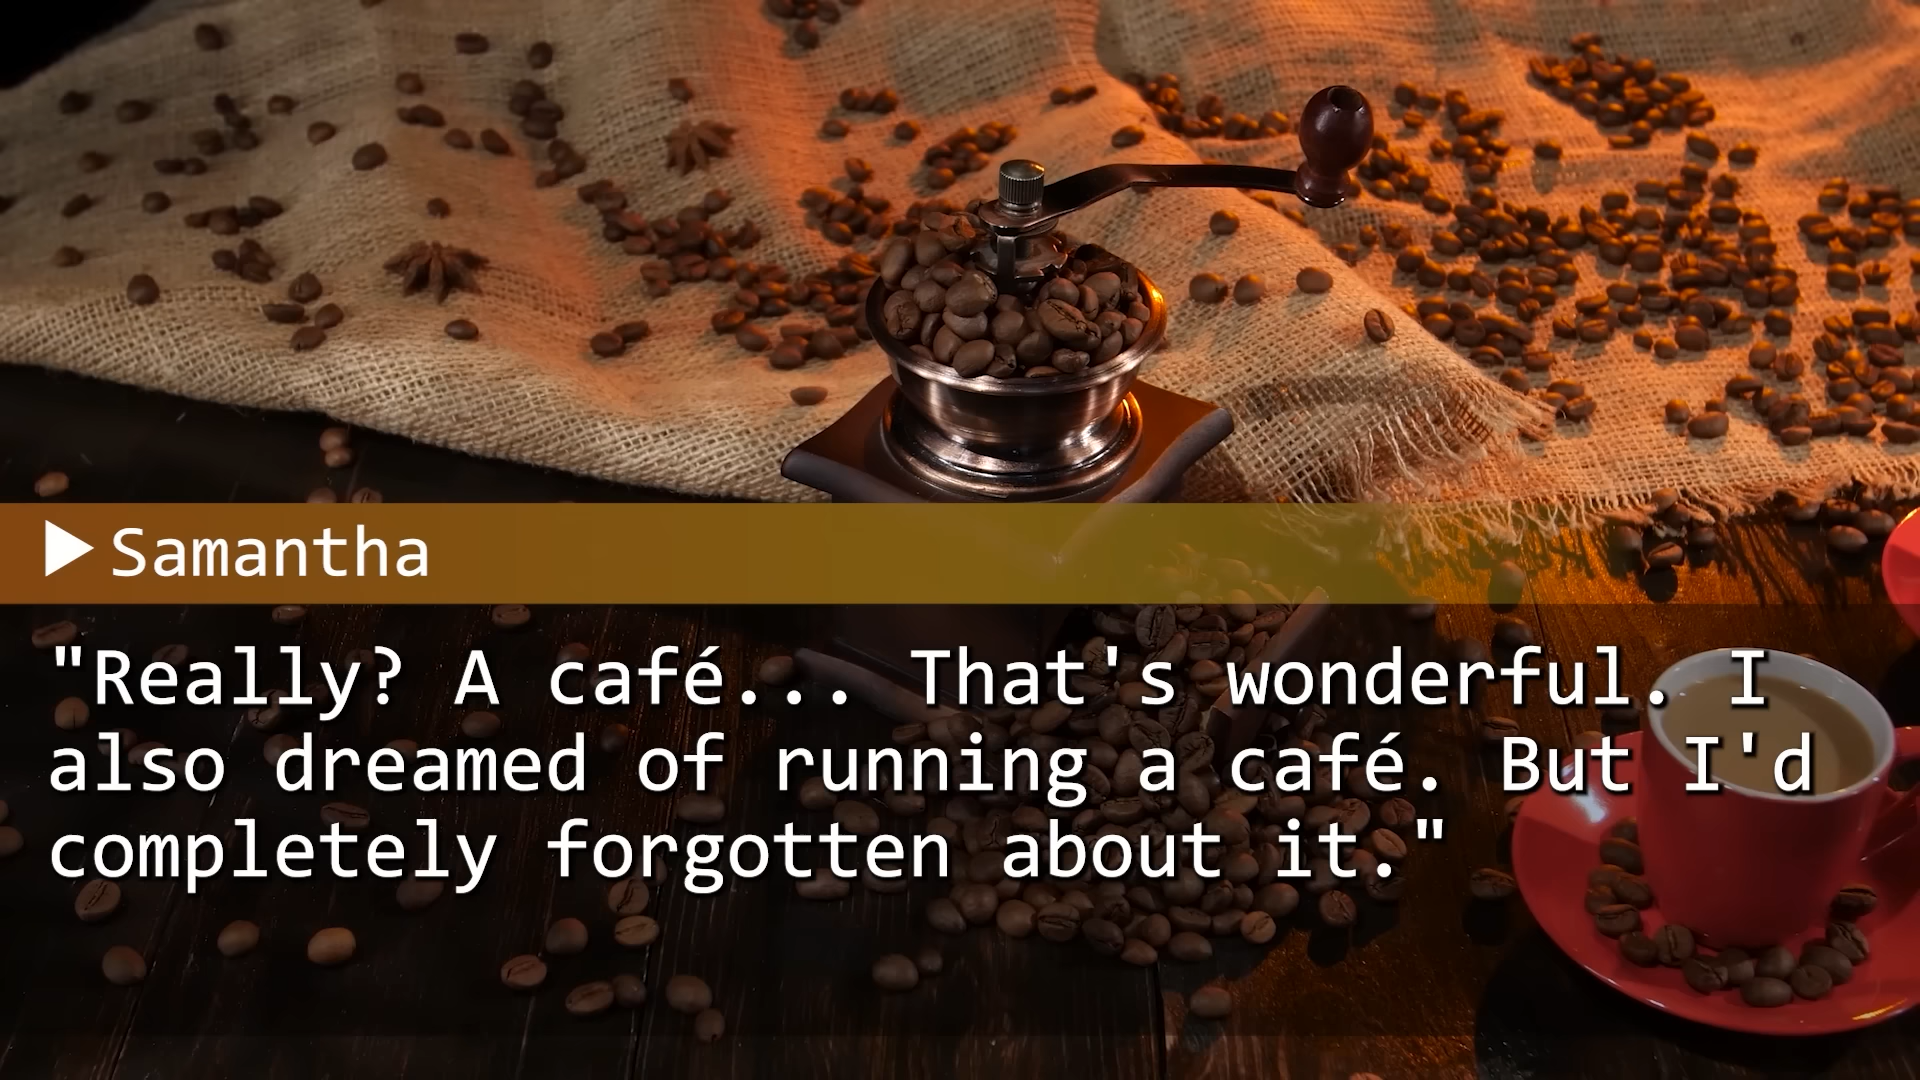 Samantha
"Really? A café... That's wonderful. I
also dreamed of running a café. But I'd
completely forgotten about it."